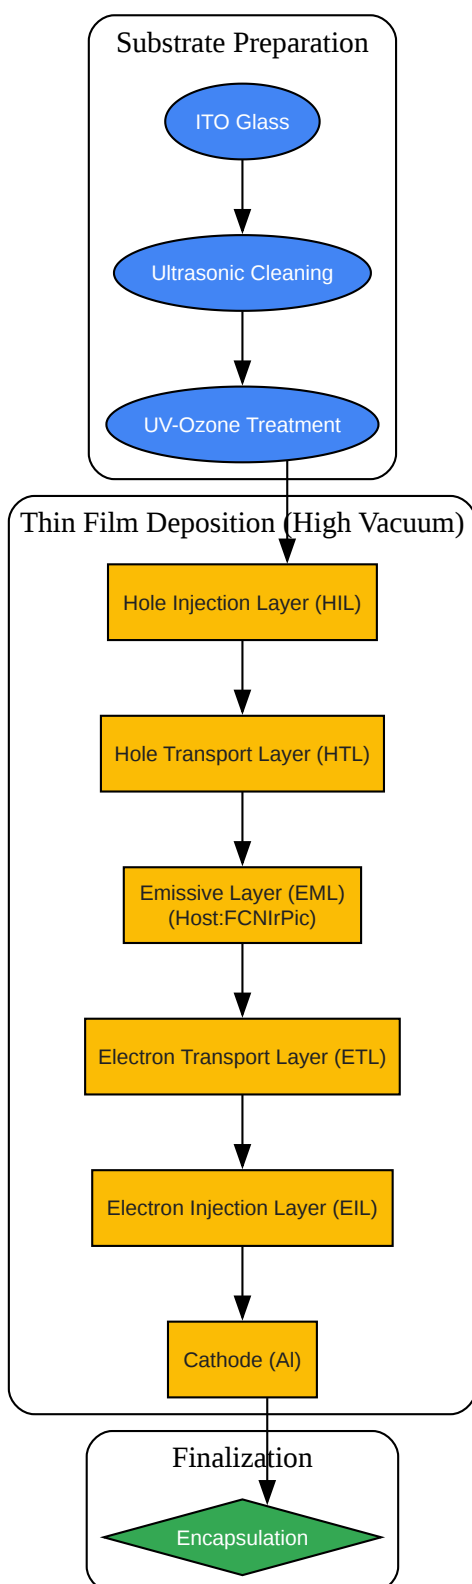 Substrate Preparation
ITO Glass
Ultrasonic Cleaning
UV-Ozone Treatment
Thin Film Deposition (High Vacuum)
Hole Injection Layer (HIL)
Hole Transport Layer (HTL)
Emissive Layer (EML)
(Host:FCNIrPic)
Electron Transport Layer (ETL)
Electron Injection Layer (EIL)
Cathode (Al)
Finalization
Encapsulation